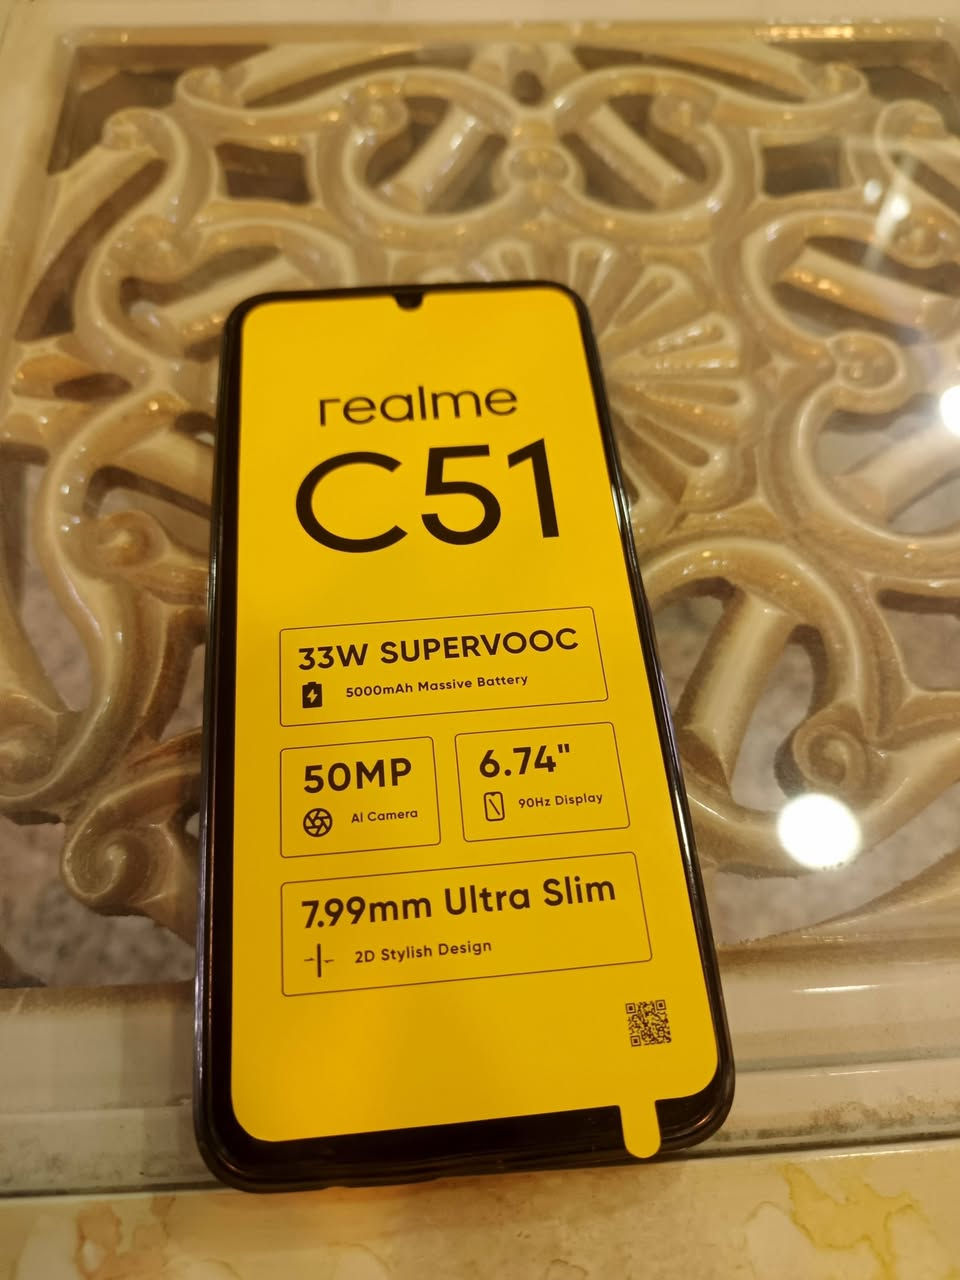 realme
C51
33W SUPERVOOC
5000mAh Massive Battery
50MP
AI Camera
6.74"
90Hz Display
7.99mm Ultra Slim
2D Stylish Design